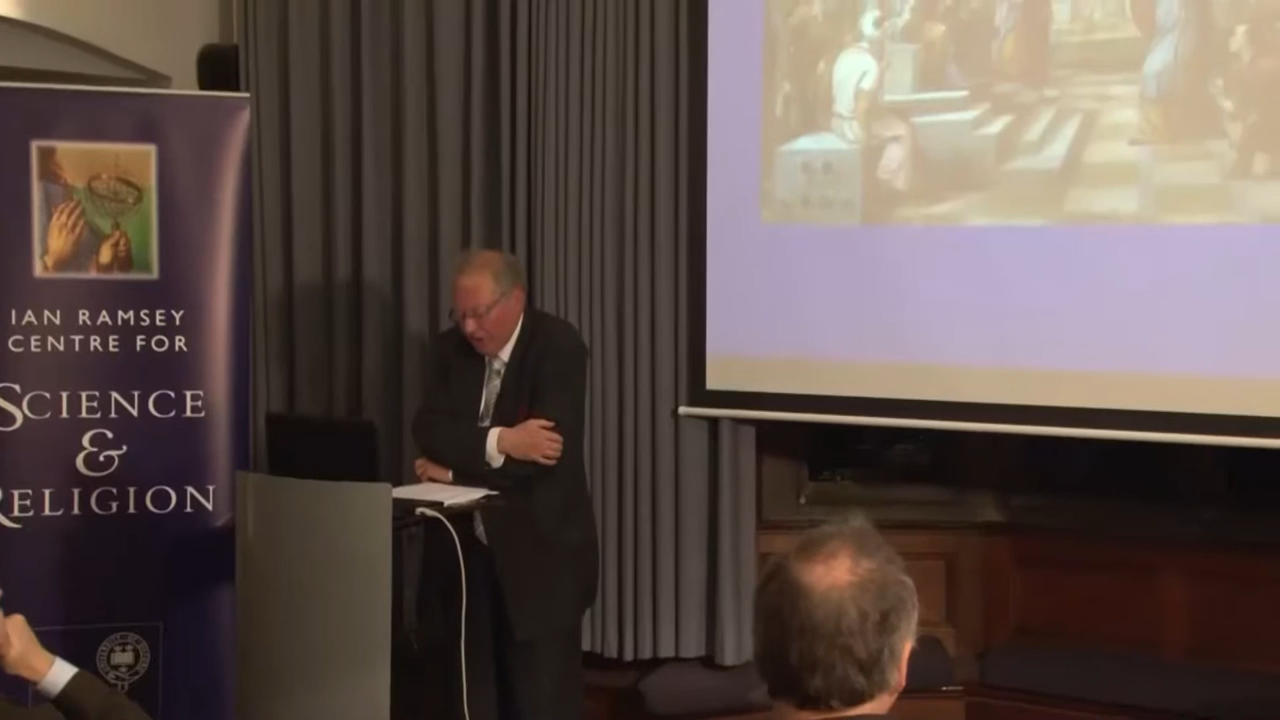 IAN RAMSEY
CENTRE FOR
SCIENCE
&
RELIGION